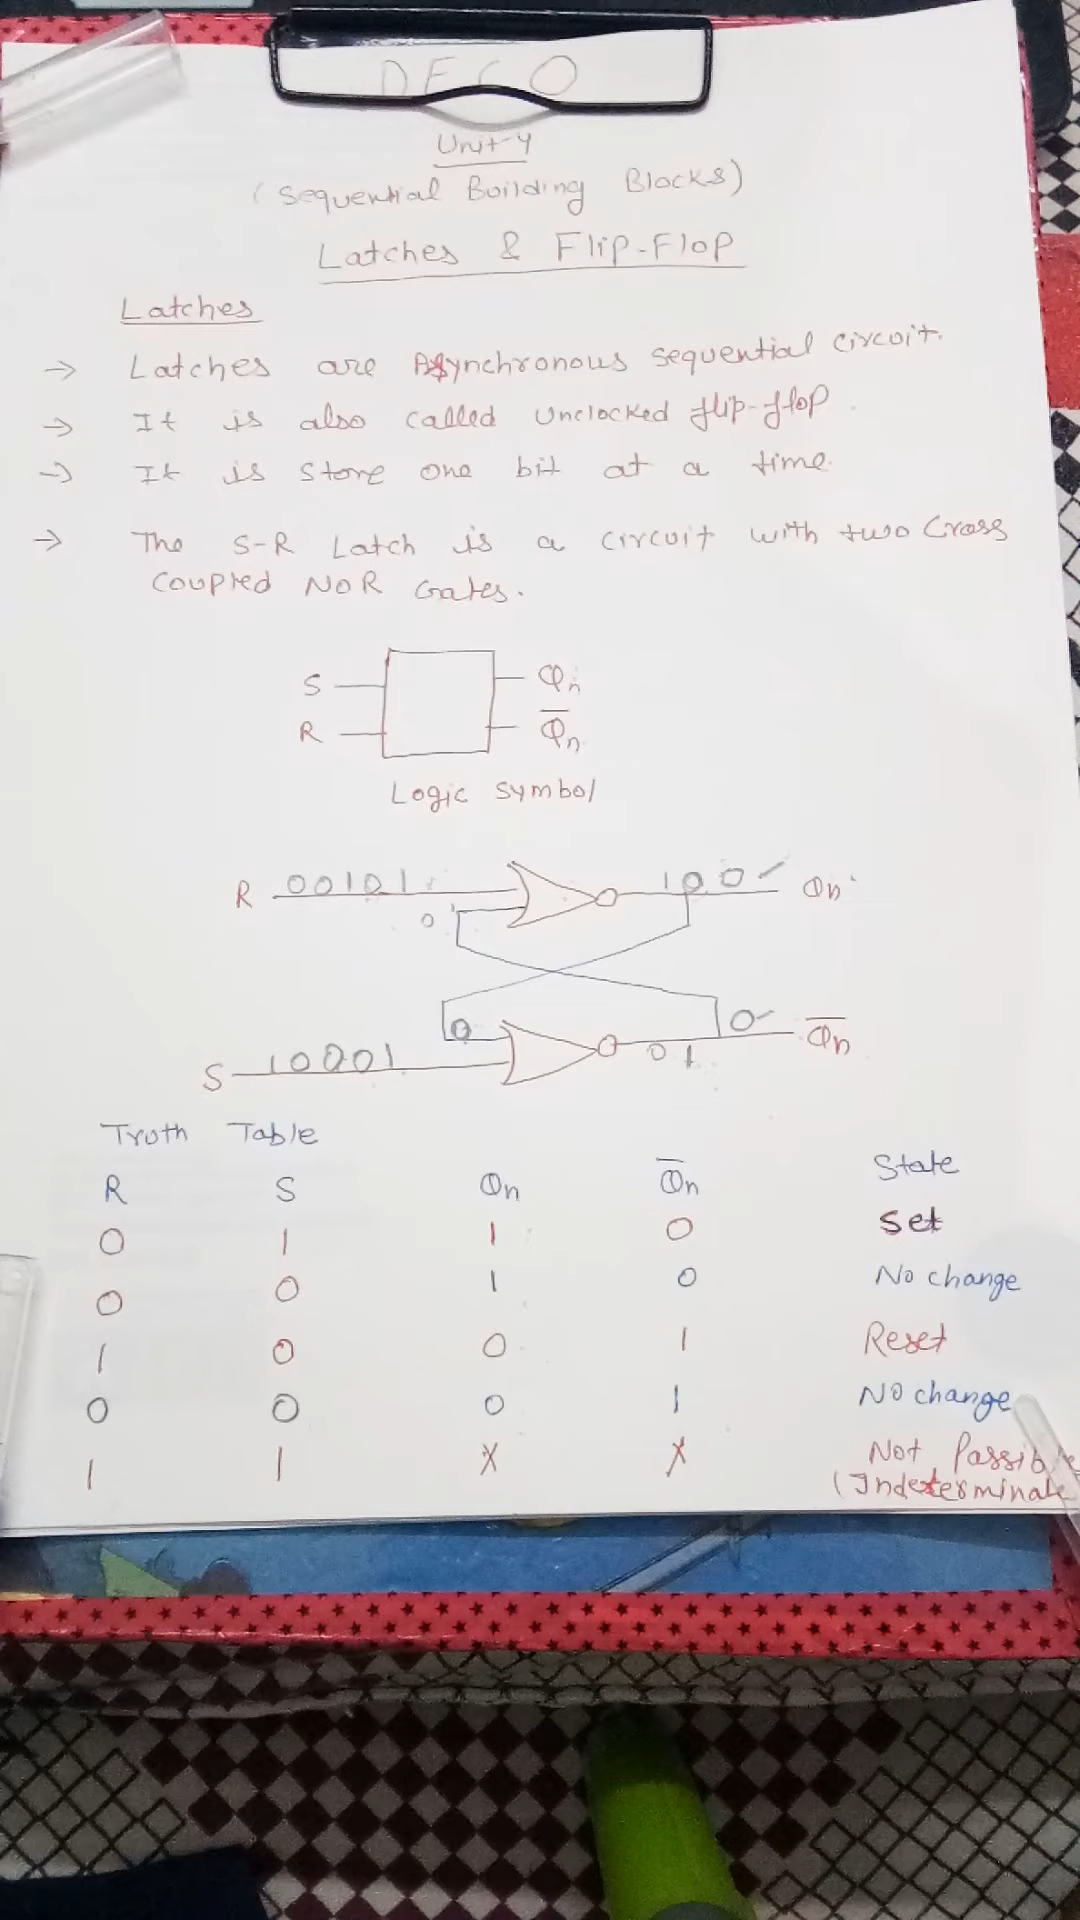 DECO
Unit-4
(Sequential Building Blocks)
Latches & Flip-Flop
Latches
→ Latches are Asynchronous sequential circuit.
→ It is also called Unclocked flip-flop.
→ It is store one bit at a time.
→ The S-R Latch is a circuit with two Cross
Coupled NOR Gates.
S Qn
R Q̅n
Logic symbol
R 00101 100 Qn
0
0 0
S 10001 01 Q̅n
Truth Table
R S Qn Q̅n State
0 1 1 0 Set
0 0 1 0 No change
1 0 0 1 Reset
0 0 0 1 No change
1 1 X X Not Passible
(Indeterminate